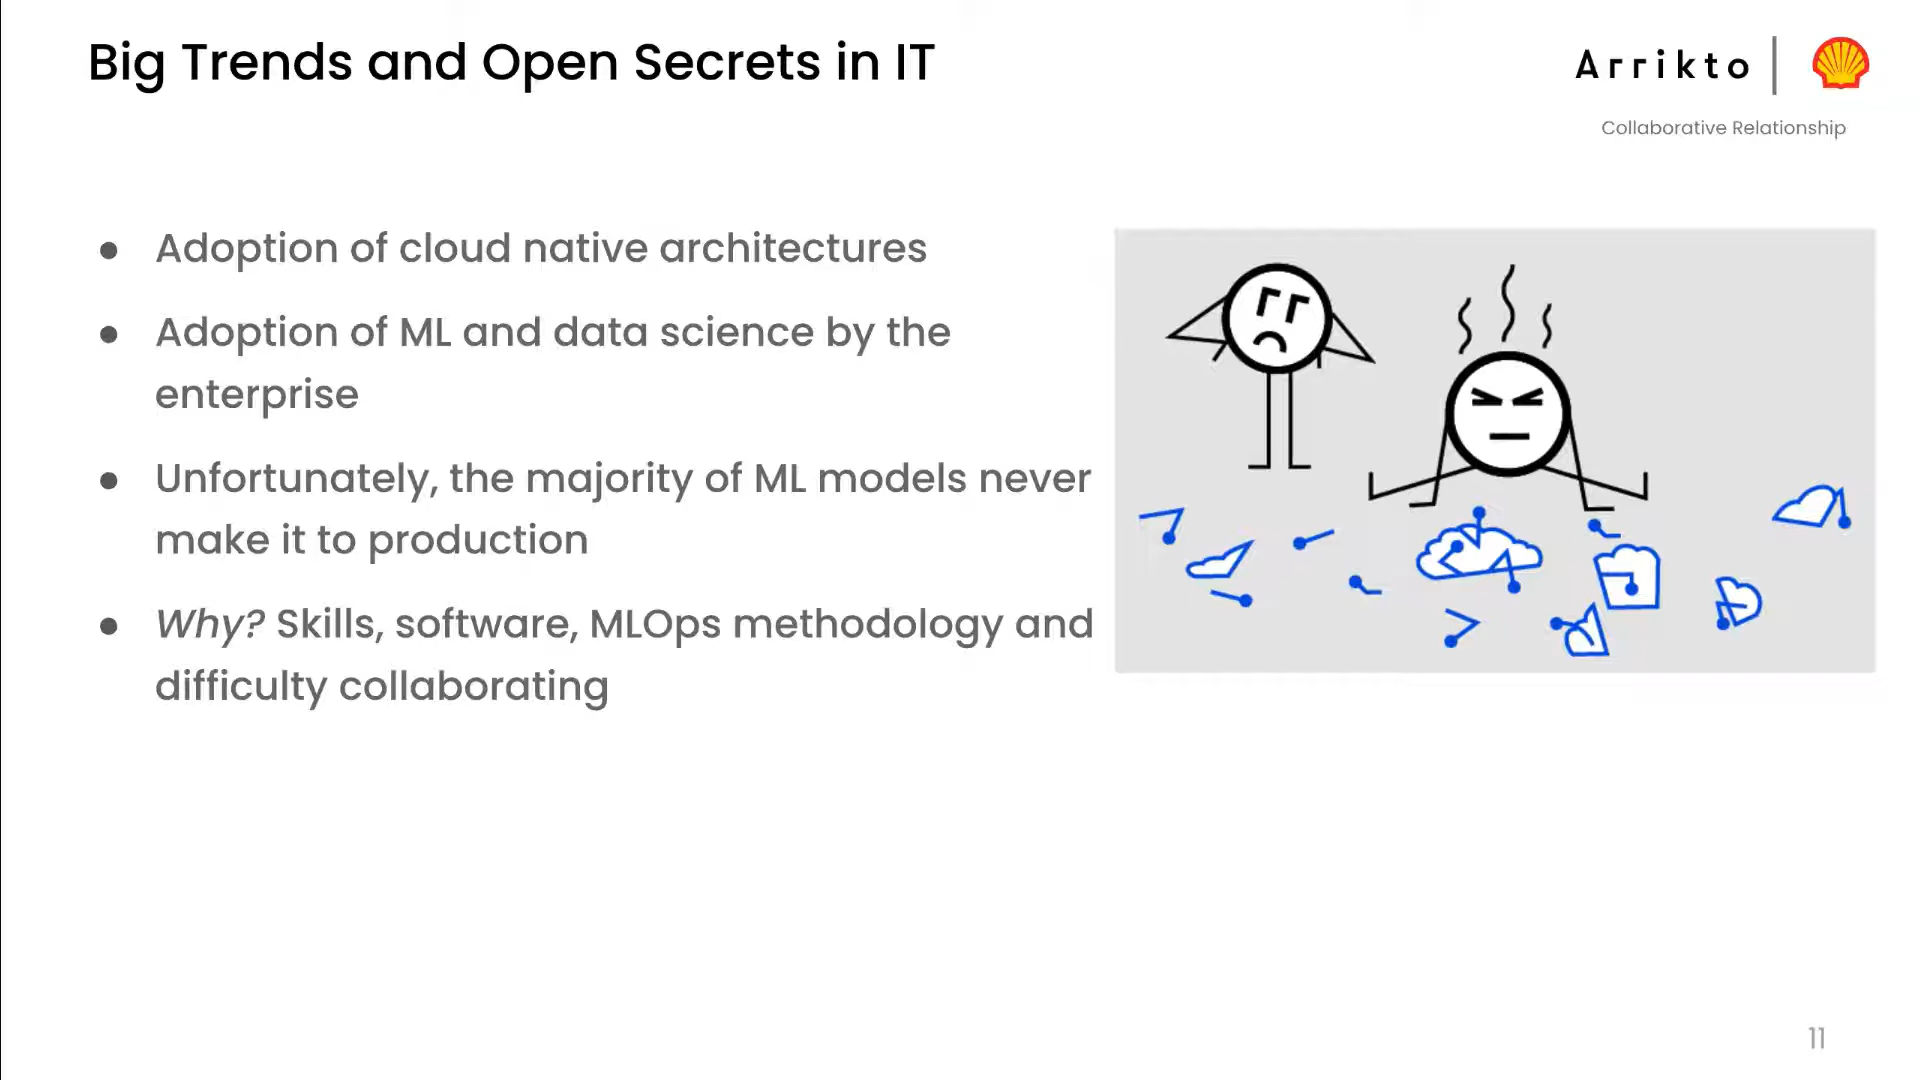 Big Trends and Open Secrets in IT
Arrikto
Collaborative Relationship
● Adoption of cloud native architectures
● Adoption of ML and data science by the
enterprise
● Unfortunately, the majority of ML models never
make it to production
● Why? Skills, software, MLOps methodology and
difficulty collaborating
11